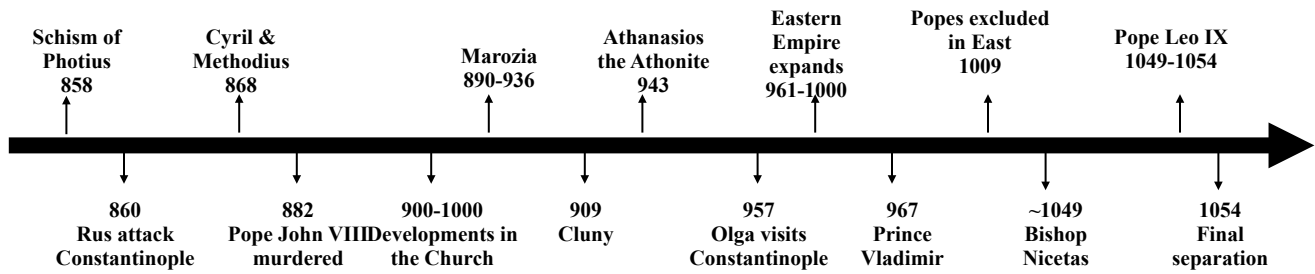 Schism of
Photius
858
Cyril &
Methodius
868
Marozia
890-936
Athanasios
the Athonite
943
Eastern
Empire
expands
961-1000
Popes excluded
in East
1009
Pope Leo IX
1049-1054
860
Rus attack
Constantinople
882
Pope John VIII
murdered
900-1000
Developments in
the Church
909
Cluny
957
Olga visits
Constantinople
967
Prince
Vladimir
~1049
Bishop
Nicetas
1054
Final
separation